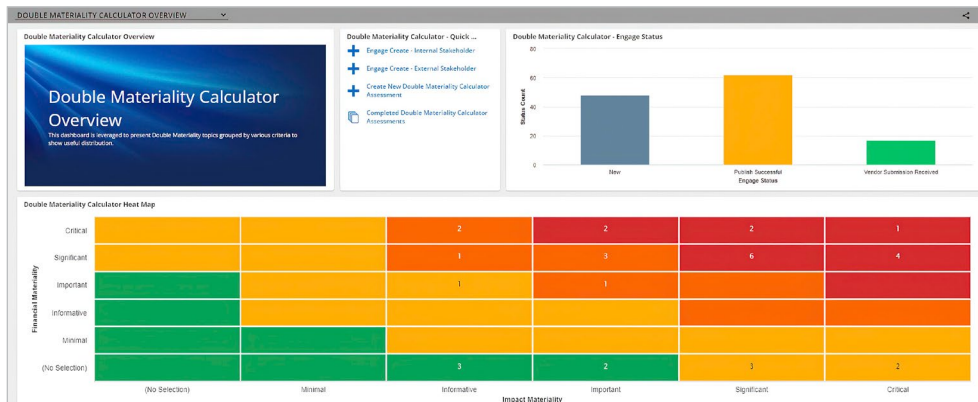 DOUBLE MATERIALITY CALCULATOR OVERVIEW
Double Materiality Calculator Overview
Double Materiality Calculator
Overview
This dashboard is leveraged to present Double Materiality topics grouped by various criteria to
show useful distribution.
Double Materiality Calculator - Quick ...
Engage Create - Internal Stakeholder
Engage Create - External Stakeholder
Create New Double Materiality Calculator
Assessment
Completed Double Materiality Calculator
Assessments
Double Materiality Calculator - Engage Status
80
60
40
20
0
Status Count
New
Publish Successful
Vendor Submission Received
Engage Status
Double Materiality Calculator Heat Map
Financial Materiality
Critical
2 2 2 1
Significant
1 3 6 4
Important
1 1
Informative
Minimal
(No Selection)
3 2 3 2
(No Selection) Minimal Informative Important Significant Critical
Impact Materiality